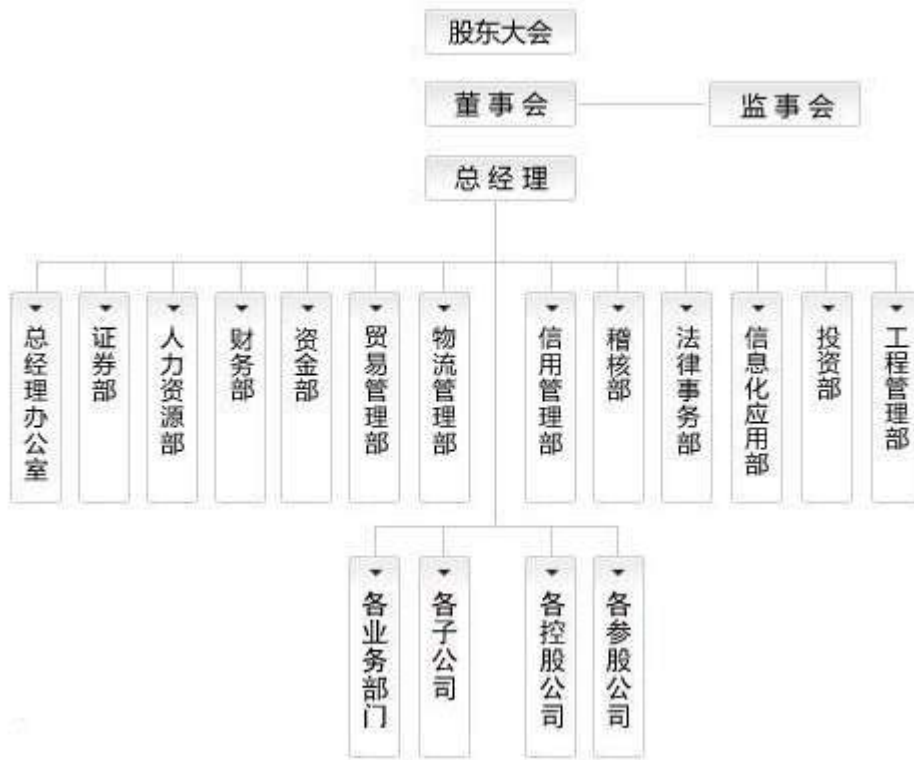 股东大会
董事会
监事会
总经理
总经理办公室
证券部
人力资源部
财务部
资金部
贸易管理部
物流管理部
信用管理部
稽核部
法律事务部
信息化应用部
投资部
工程管理部
各业务部门
各子公司
各控股公司
各参股公司